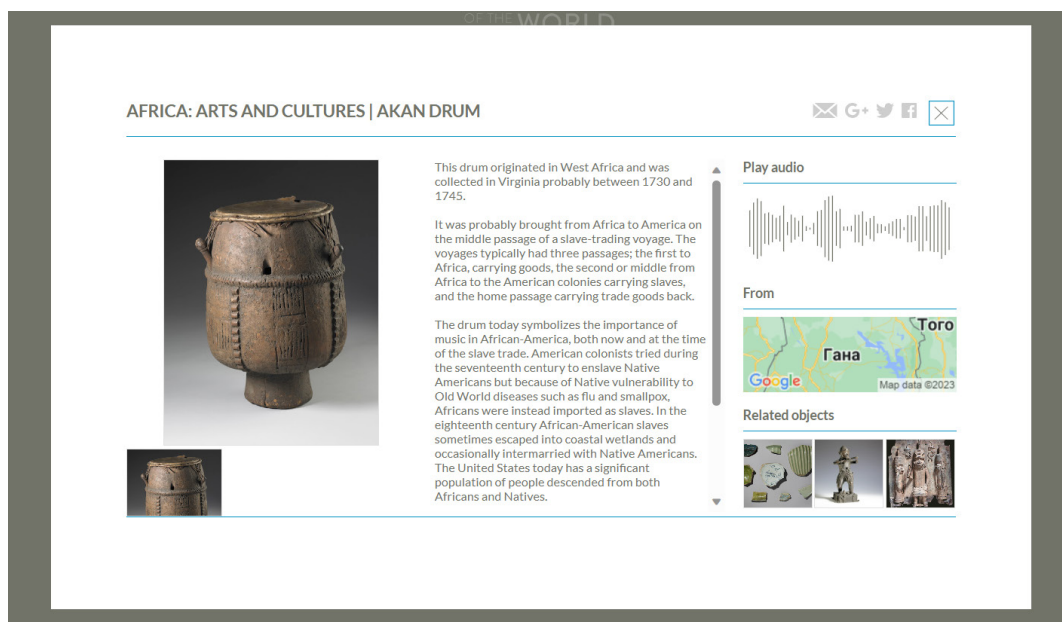 OF THE WORLD
AFRICA: ARTS AND CULTURES | AKAN DRUM
G+
This drum originated in West Africa and was
collected in Virginia probably between 1730 and
1745.
It was probably brought from Africa to America on
the middle passage of a slave-trading voyage. The
voyages typically had three passages; the first to
Africa, carrying goods, the second or middle from
Africa to the American colonies carrying slaves,
and the home passage carrying trade goods back.
The drum today symbolizes the importance of
music in African-America, both now and at the time
of the slave trade. American colonists tried during
the seventeenth century to enslave Native
Americans but because of Native vulnerability to
Old World diseases such as flu and smallpox,
Africans were instead imported as slaves. In the
eighteenth century African-American slaves
sometimes escaped into coastal wetlands and
occasionally intermarried with Native Americans.
The United States today has a significant
population of people descended from both
Africans and Natives.
Play audio
From
Того
Гана
Google
Map data ©2023
Related objects